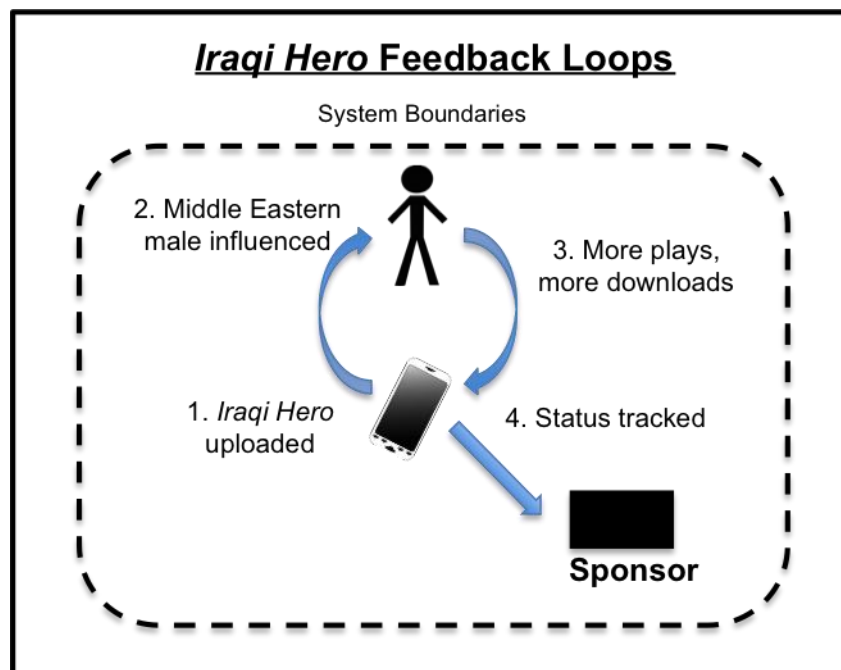 Iraqi Hero Feedback Loops
System Boundaries
2. Middle Eastern
male influenced
3. More plays,
more downloads
1. Iraqi Hero
uploaded
4. Status tracked
Sponsor